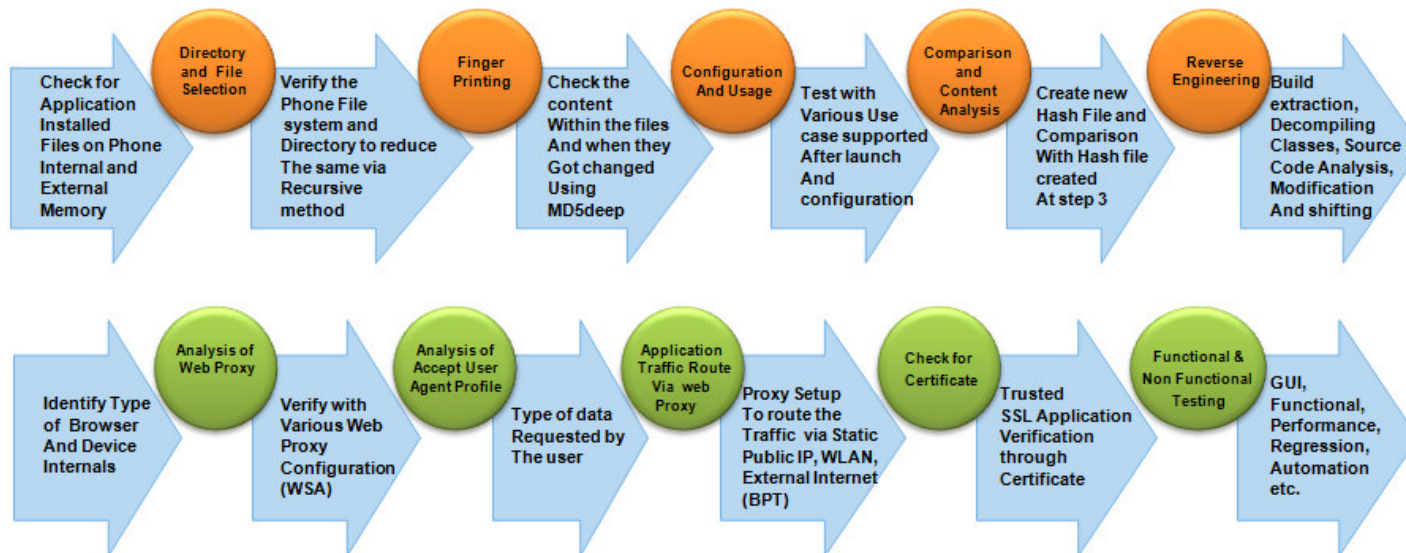 Check for
Application
Installed
Files on Phone
Internal and
External
Memory
Directory
and File
Selection
Verify the
Phone File
system and
Directory to reduce
The same via
Recursive
method
Finger
Printing
Check the
content
Within the files
And when they
Got changed
Using
MD5deep
Configuration
And Usage
Test with
Various Use
case supported
After launch
And
configuration
Comparison
and
Content
Analysis
Create new
Hash File and
Comparison
With Hash file
created
At step 3
Reverse
Engineering
Build
extraction,
Decompiling
Classes, Source
Code Analysis,
Modification
And shifting
Identify Type
of Browser
And Device
Internals
Analysis of
Web Proxy
Verify with
Various Web
Proxy
Configuration
(WSA)
Analysis of
Accept User
Agent Profile
Type of data
Requested by
The user
Application
Traffic Route
Via web
Proxy
Proxy Setup
To route the
Traffic via Static
Public IP, WLAN,
External Internet
(BPT)
Check for
Certificate
Trusted
SSL Application
Verification
through
Certificate
Functional &
Non Functional
Testing
GUI,
Functional,
Performance,
Regression,
Automation
etc.